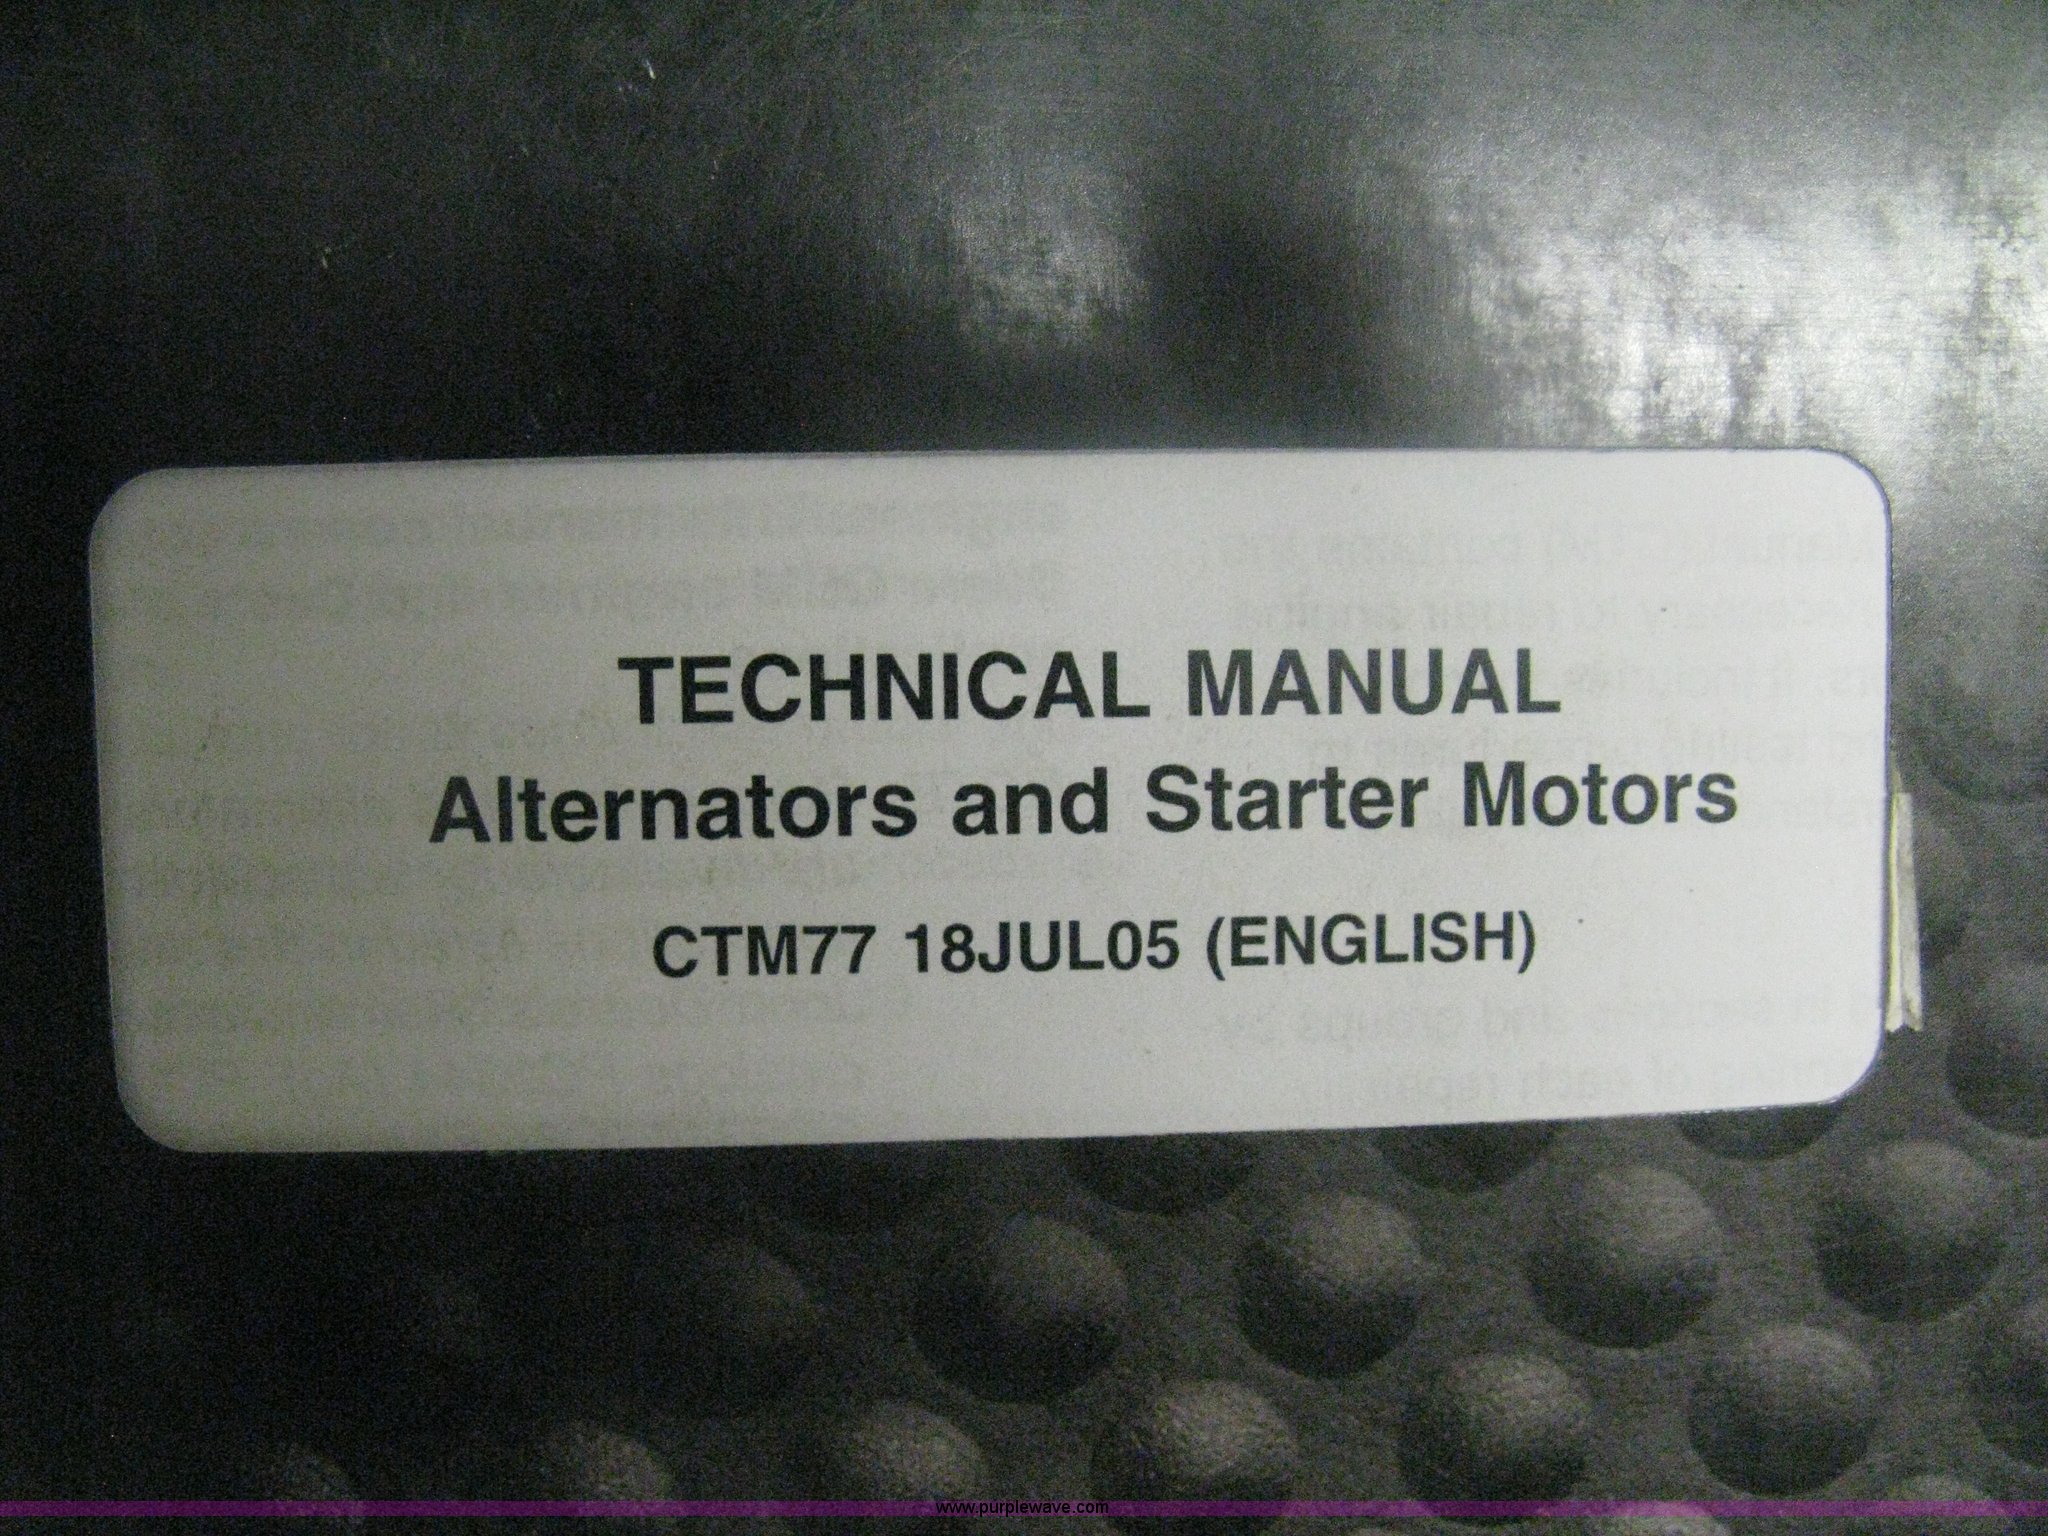 TECHNICAL MANUAL
Alternators and Starter Motors
CTM77 18JUL05 (ENGLISH)
www.purplewave.com